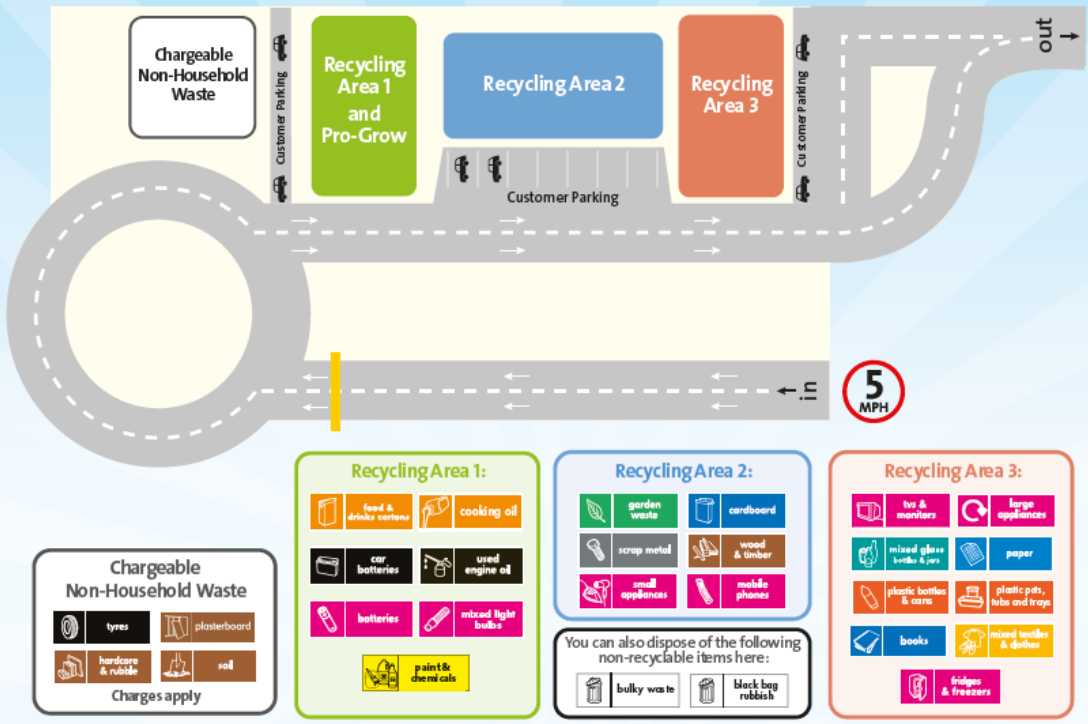 Chargeable
Non-Household
Waste
Customer Parking
Recycling
Area 1
and
Pro-Grow
Recycling Area 2
Customer Parking
Recycling
Area 3
Customer Parking
out
in
5
MPH
Chargeable
Non-Household Waste
tyres
plasterboard
hardcore
& rubble
soil
Charges apply
Recycling Area 1:
food &
drinks cartons
cooking oil
car
batteries
used
engine oil
batteries
mixed light
bulbs
paint &
chemicals
Recycling Area 2:
garden
waste
cardboard
scrap metal
wood
& timber
small
appliances
mobile
phones
You can also dispose of the following
non-recyclable items here:
bulky waste
black bag
rubbish
Recycling Area 3:
tvs &
monitors
large
appliances
mixed glass
bottles & jars
paper
plastic bottles
& cans
plastic pots,
tubs and trays
books
mixed textiles
& clothes
fridges
& freezers